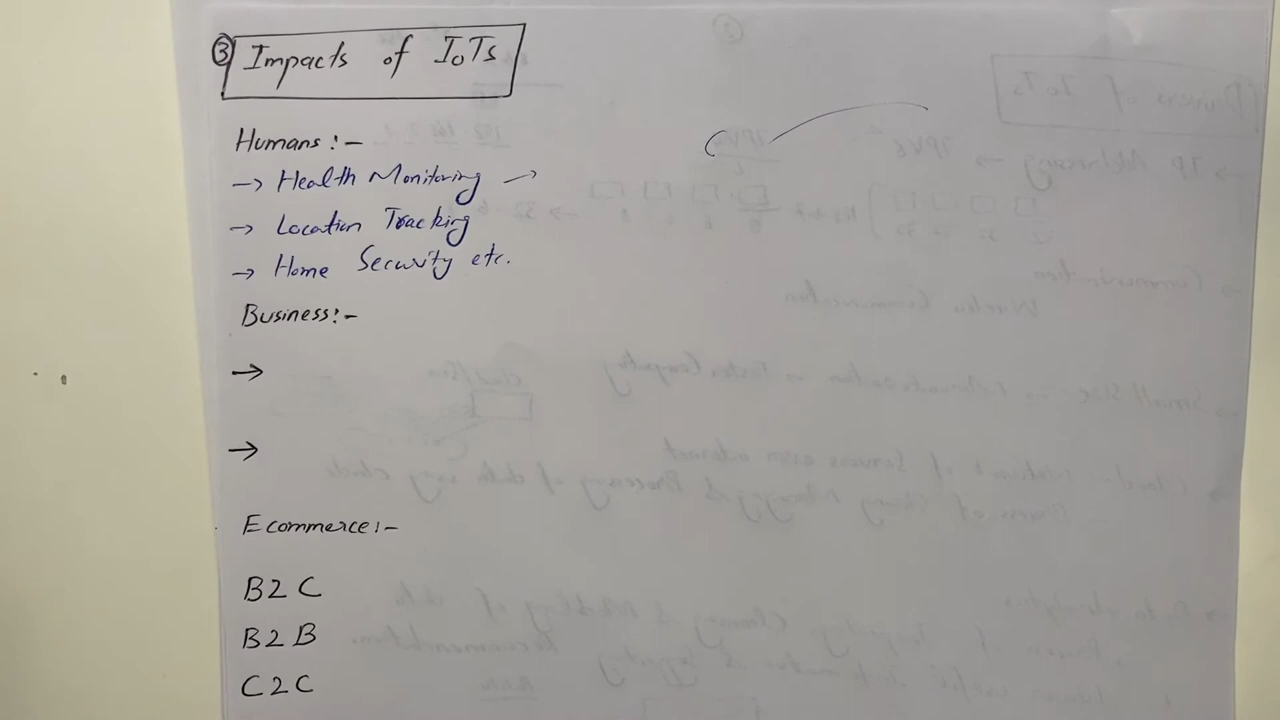 ③ Impacts of IoTs
Humans :-
→ Health Monitoring →
→ Location Tracking
→ Home Security etc.
Business :-
→
→
Ecommerce :-
B2C
B2B
C2C